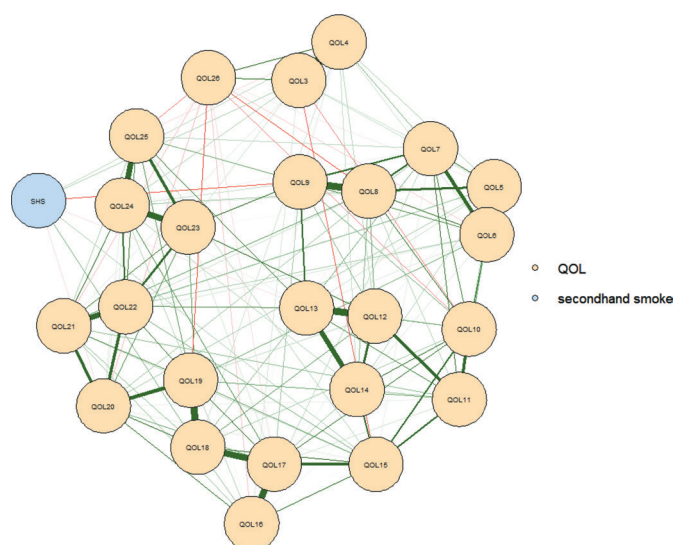 QOL4
QOL26
QOL3
QOL25
QOL7
QOL9
QOL8
QOL5
SHS
QOL24
QOL23
QOL6
QOL
secondhand smoke
QOL22
QOL13
QOL12
QOL21
QOL10
QOL19
QOL14
QOL20
QOL11
QOL18
QOL17
QOL15
QOL16